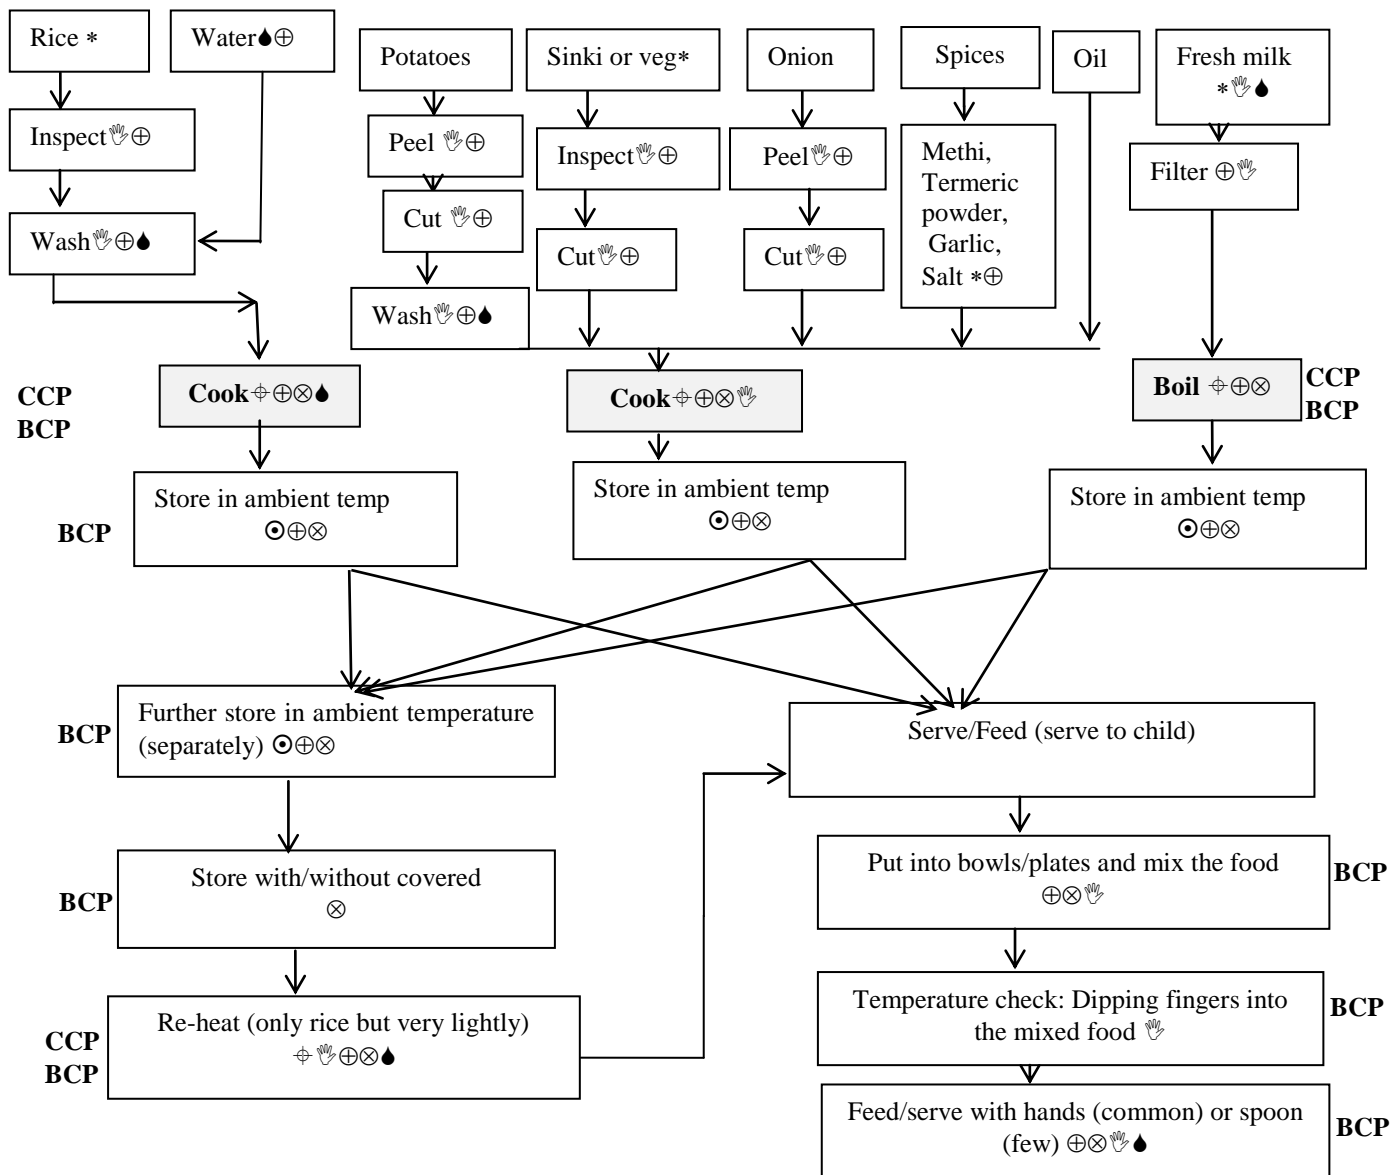 Rice *
Water🌢⊕
Potatoes
Sinki or veg*
Onion
Spices
Oil
Fresh milk
*🖑🌢
Inspect🖑⊕
Peel 🖑⊕
Inspect🖑⊕
Peel🖑⊕
Methi,
Termeric
powder,
Garlic,
Salt *⊕
Filter ⊕🖑
Wash🖑⊕🌢
Cut 🖑⊕
Cut🖑⊕
Cut🖑⊕
Wash🖑⊕🌢
CCP
BCP
Cook⌖⊕⊗🌢
Cook⌖⊕⊗🖑
Boil ⌖⊕⊗
CCP
BCP
BCP
Store in ambient temp
⊙⊕⊗
Store in ambient temp
⊙⊕⊗
Store in ambient temp
⊙⊕⊗
BCP
Further store in ambient temperature
(separately) ⊙⊕⊗
Serve/Feed (serve to child)
BCP
Store with/without covered
⊗
Put into bowls/plates and mix the food
⊕⊗🖑
BCP
CCP
BCP
Re-heat (only rice but very lightly)
⌖🖑⊕⊗🌢
Temperature check: Dipping fingers into
the mixed food 🖑
BCP
Feed/serve with hands (common) or spoon
(few) ⊕⊗🖑🌢
BCP